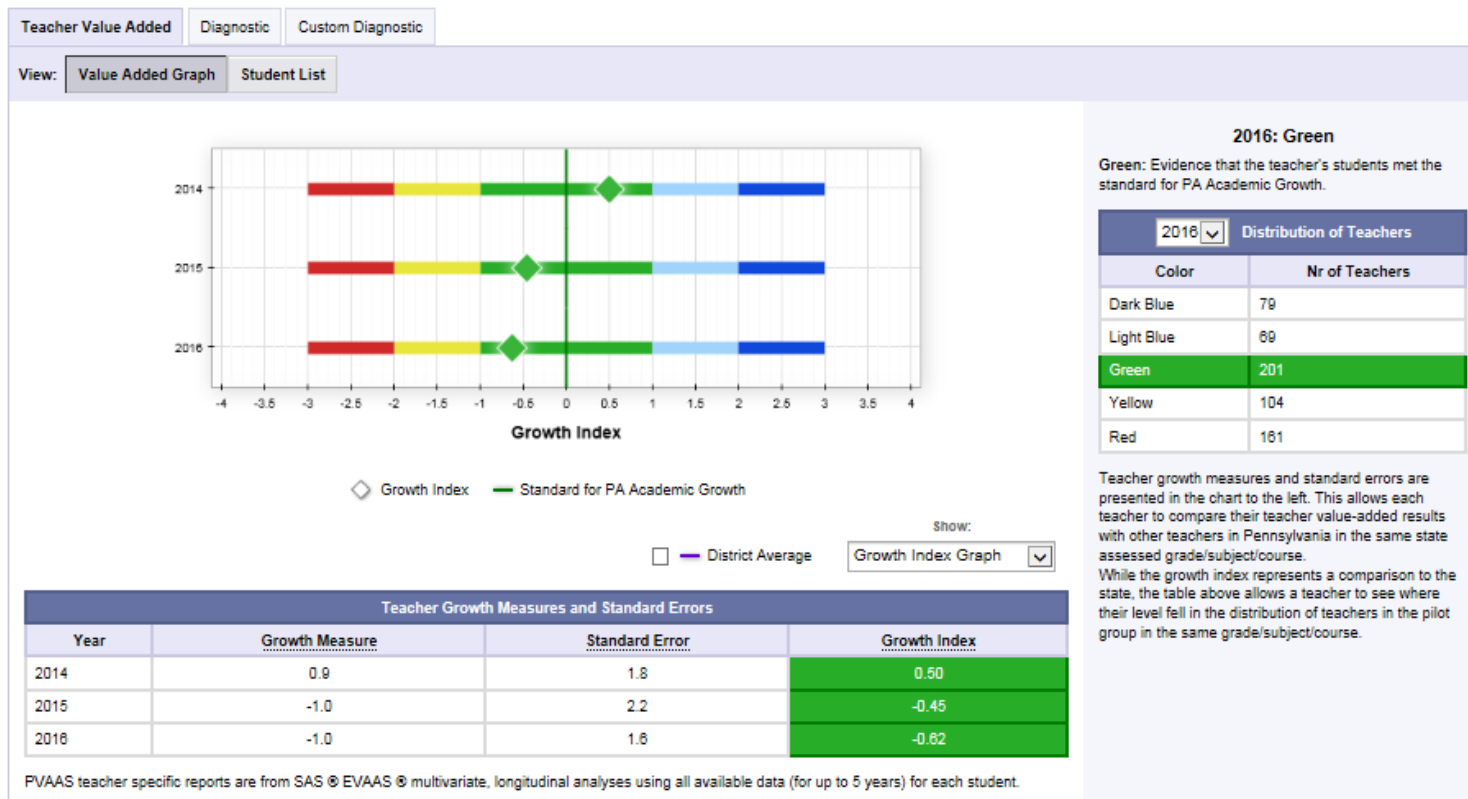 Teacher Value Added Diagnostic Custom Diagnostic
View: Value Added Graph Student List
2014
2015
2016
-4 -3.5 -3 -2.5 -2 -1.5 -1 -0.5 0 0.5 1 1.5 2 2.5 3 3.5 4
Growth Index
Growth Index Standard for PA Academic Growth
Show:
District Average Growth Index Graph
Teacher Growth Measures and Standard Errors
Year Growth Measure Standard Error Growth Index
2014 0.9 1.8 0.50
2015 -1.0 2.2 -0.45
2016 -1.0 1.6 -0.62
PVAAS teacher specific reports are from SAS ® EVAAS ® multivariate, longitudinal analyses using all available data (for up to 5 years) for each student.
2016: Green
Green: Evidence that the teacher's students met the
standard for PA Academic Growth.
2016 Distribution of Teachers
Color Nr of Teachers
Dark Blue 79
Light Blue 69
Green 201
Yellow 104
Red 161
Teacher growth measures and standard errors are
presented in the chart to the left. This allows each
teacher to compare their teacher value-added results
with other teachers in Pennsylvania in the same state
assessed grade/subject/course.
While the growth index represents a comparison to the
state, the table above allows a teacher to see where
their level fell in the distribution of teachers in the pilot
group in the same grade/subject/course.